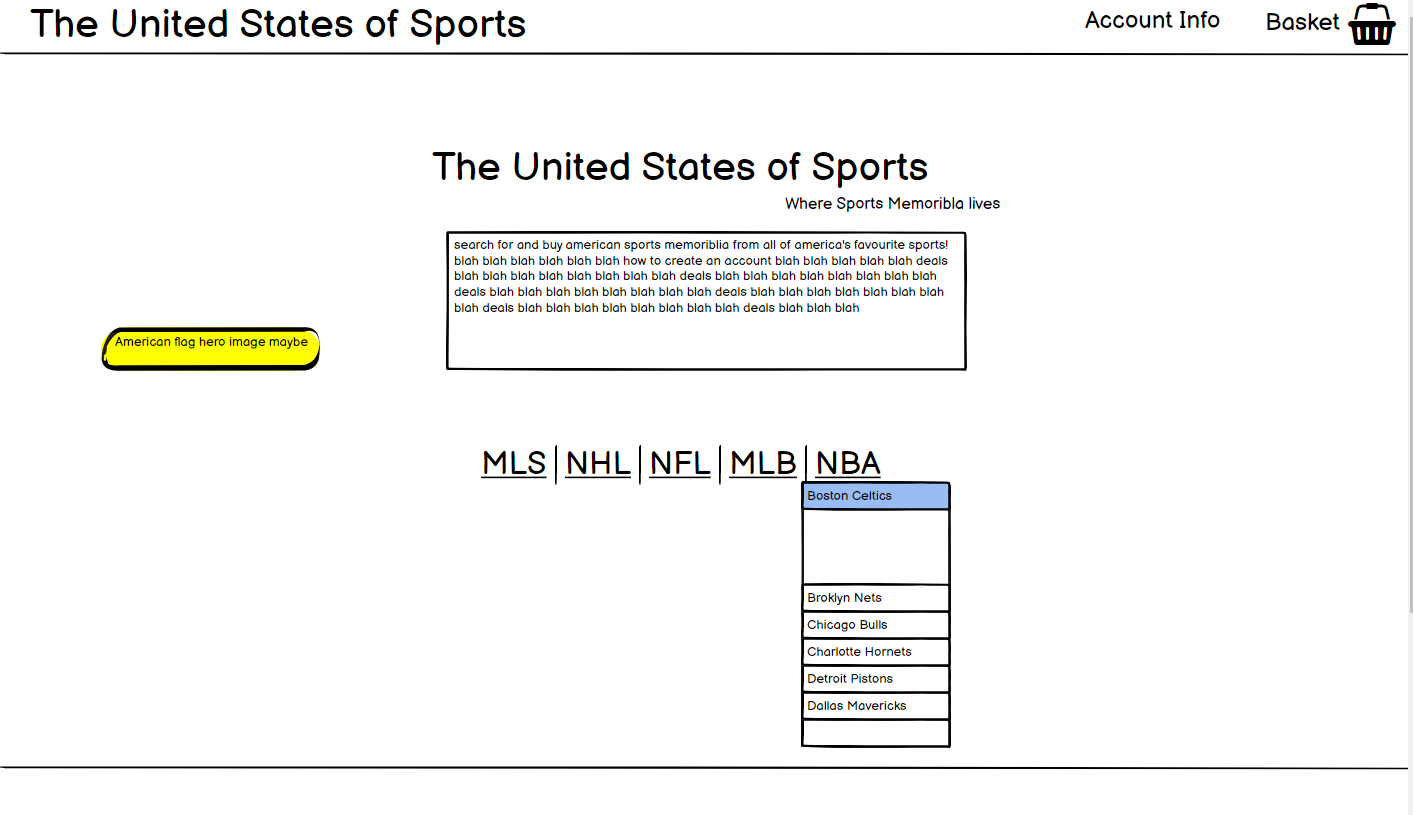 The United States of Sports
Account Info
Basket
The United States of Sports
Where Sports Memoribla lives
search for and buy american sports memoriblia from all of america's favourite sports!
blah blah blah blah blah blah how to create an account blah blah blah blah blah deals
blah blah blah blah blah blah blah blah deals blah blah blah blah blah blah blah blah
deals blah blah blah blah blah blah blah blah deals blah blah blah blah blah blah blah
blah deals blah blah blah blah blah blah blah blah deals blah blah blah
American flag hero image maybe
MLS NHL NFL MLB NBA
Boston Celtics
Broklyn Nets
Chicago Bulls
Charlotte Hornets
Detroit Pistons
Dallas Mavericks